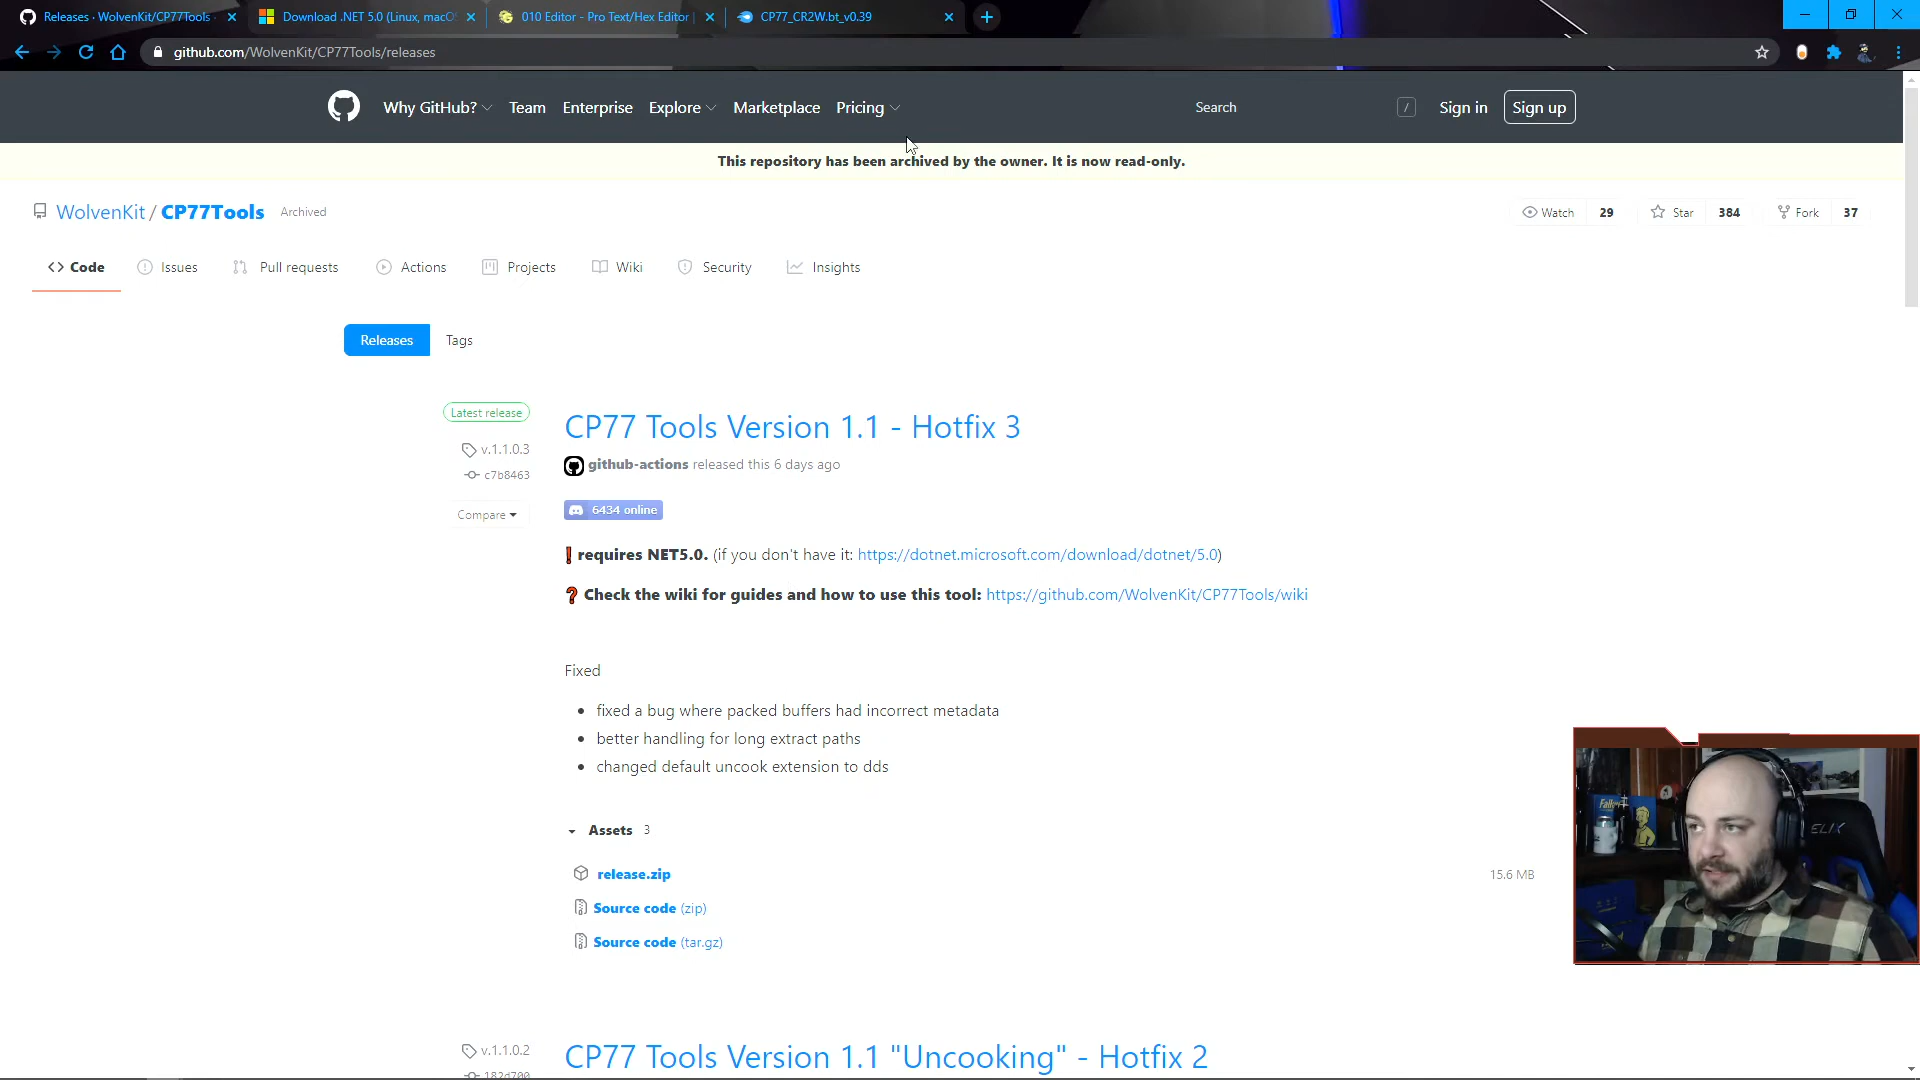 Releases · WolvenKit/CP77Tools
Download .NET 5.0 (Linux, macO
010 Editor - Pro Text/Hex Editor |
CP77_CR2W.bt_v0.39
github.com/WolvenKit/CP77Tools/releases
Why GitHub?
Team
Enterprise
Explore
Marketplace
Pricing
Search
/
Sign in
Sign up
This repository has been archived by the owner. It is now read-only.
WolvenKit / CP77Tools Archived
Watch 29
Star 384
Fork 37
<> Code
Issues
Pull requests
Actions
Projects
Wiki
Security
Insights
Releases
Tags
Latest release
v.1.1.0.3
c7b8463
Compare
CP77 Tools Version 1.1 - Hotfix 3
github-actions released this 6 days ago
6434 online
❗requires NET5.0. (if you don't have it: https://dotnet.microsoft.com/download/dotnet/5.0)
❓ Check the wiki for guides and how to use this tool: https://github.com/WolvenKit/CP77Tools/wiki
Fixed
• fixed a bug where packed buffers had incorrect metadata
• better handling for long extract paths
• changed default uncook extension to dds
Assets 3
release.zip 15.6 MB
Source code (zip)
Source code (tar.gz)
Fallout
ELIX
v.1.1.0.2
182d700
CP77 Tools Version 1.1 "Uncooking" - Hotfix 2